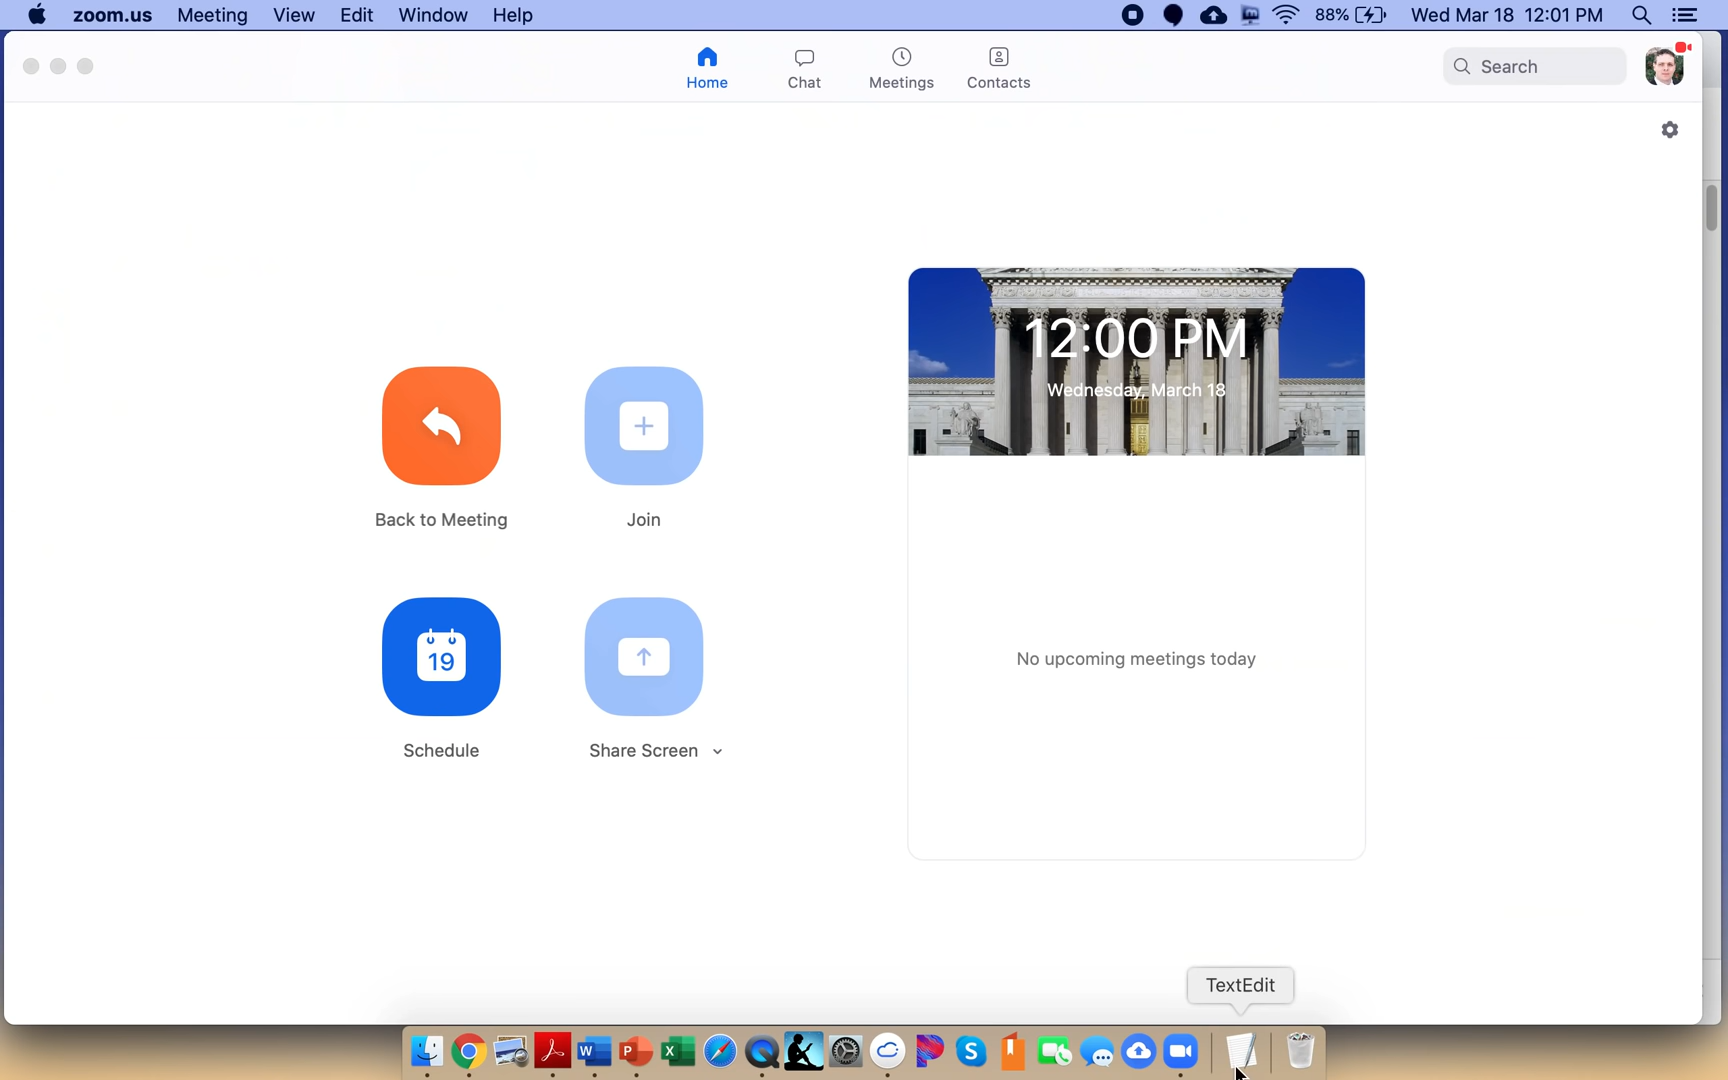 zoom.us Meeting View Edit Window Help 88% Wed Mar 18 12:01 PM
Home Chat Meetings Contacts Search
12:00 PM
Wednesday, March 18
Back to Meeting Join
No upcoming meetings today
19
Schedule Share Screen
TextEdit
W P X S